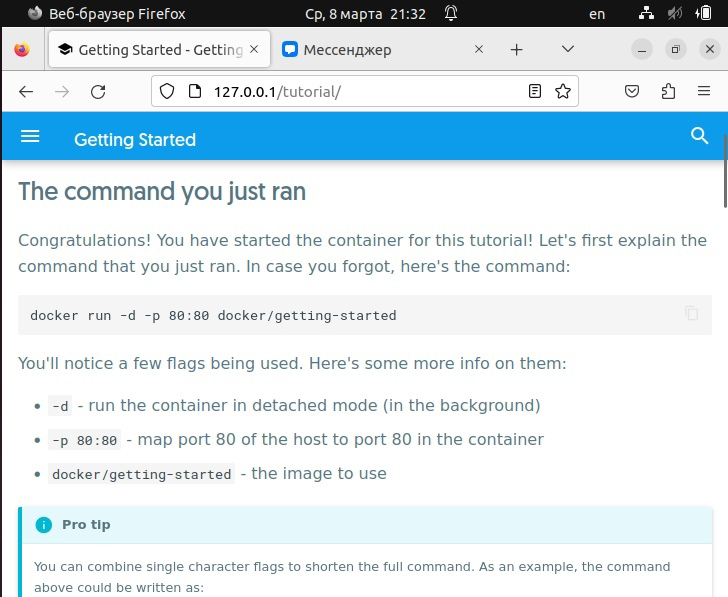 Веб-браузер Firefox Ср, 8 марта 21:32 en
Getting Started - Getting Мессенджер
127.0.0.1/tutorial/
Getting Started
The command you just ran
Congratulations! You have started the container for this tutorial! Let's first explain the
command that you just ran. In case you forgot, here's the command:
docker run -d -p 80:80 docker/getting-started
You'll notice a few flags being used. Here's some more info on them:
• -d - run the container in detached mode (in the background)
• -p 80:80 - map port 80 of the host to port 80 in the container
• docker/getting-started - the image to use
Pro tip
You can combine single character flags to shorten the full command. As an example, the command
above could be written as: